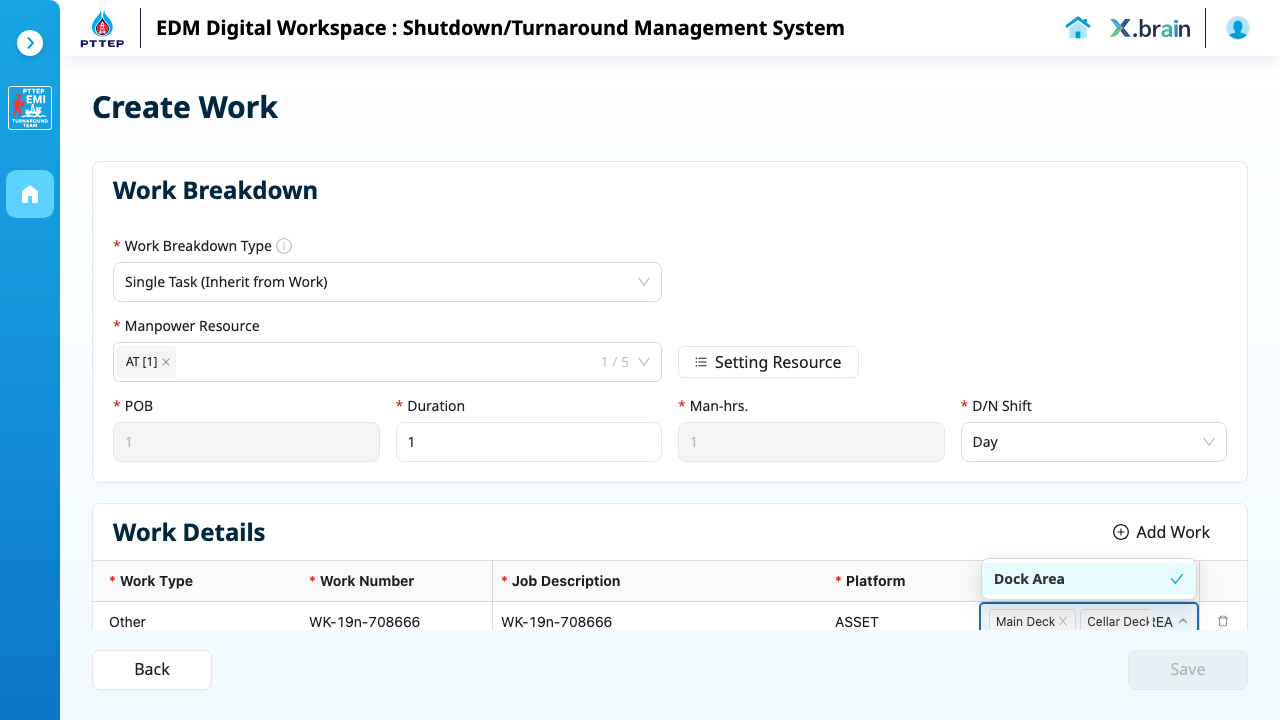 PTTEP
EDM Digital Workspace : Shutdown/Turnaround Management System
X.brain
PTTEP
EMI
TURNAROUND
TEAM
Create Work
Work Breakdown
* Work Breakdown Type
Single Task (Inherit from Work)
* Manpower Resource
AT [1] 1 / 5
Setting Resource
* POB * Duration * Man-hrs. * D/N Shift
1 1 1 Day
Work Details
Add Work
* Work Type * Work Number * Job Description * Platform
Dock Area
Other WK-19n-708666 WK-19n-708666 ASSET Main Deck Cellar Deck REA
Back Save